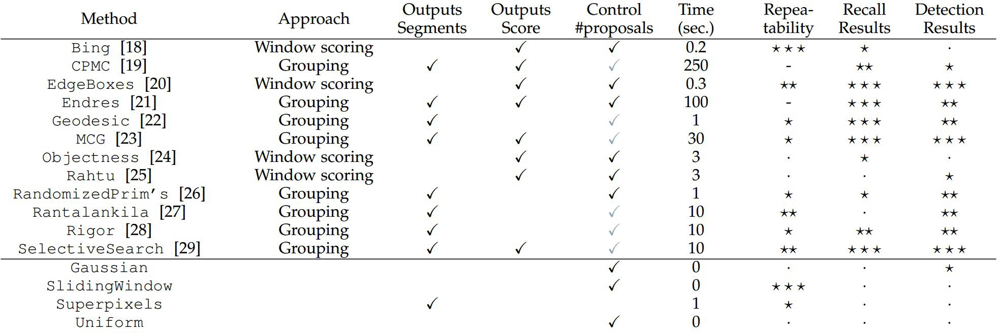 Method Approach Outputs Segments Outputs Score Control #proposals Time (sec.) Repea-tability Recall Results Detection Results
Bing [18] Window scoring ✓ ✓ 0.2 ⋆⋆⋆ ⋆ ·
CPMC [19] Grouping ✓ ✓ ✓ 250 - ⋆⋆ ⋆
EdgeBoxes [20] Window scoring ✓ ✓ 0.3 ⋆⋆ ⋆⋆⋆ ⋆⋆⋆
Endres [21] Grouping ✓ ✓ ✓ 100 - ⋆⋆⋆ ⋆⋆
Geodesic [22] Grouping ✓ ✓ 1 ⋆ ⋆⋆⋆ ⋆⋆
MCG [23] Grouping ✓ ✓ ✓ 30 ⋆ ⋆⋆⋆ ⋆⋆⋆
Objectness [24] Window scoring ✓ ✓ 3 · ⋆ ·
Rahtu [25] Window scoring ✓ ✓ 3 · · ⋆
RandomizedPrim's [26] Grouping ✓ ✓ 1 ⋆ ⋆ ⋆⋆
Rantalankila [27] Grouping ✓ ✓ 10 ⋆⋆ · ⋆⋆
Rigor [28] Grouping ✓ ✓ 10 ⋆ ⋆⋆ ⋆⋆
SelectiveSearch [29] Grouping ✓ ✓ ✓ 10 ⋆⋆ ⋆⋆⋆ ⋆⋆⋆
Gaussian ✓ 0 · · ⋆
SlidingWindow ✓ 0 ⋆⋆⋆ · ·
Superpixels ✓ 1 ⋆ · ·
Uniform ✓ 0 · · ·